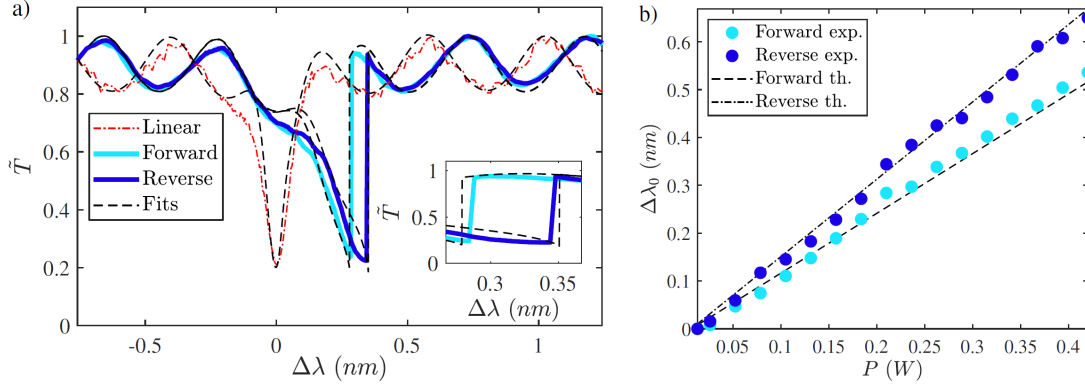 a)
1
0.8
0.6
0.4
0.2
0
T̃
Linear
Forward
Reverse
Fits
-0.5
0
0.5
1
Δλ (nm)
1
0.5
0
T̃
0.3
0.35
Δλ (nm)
b)
0.6
0.5
0.4
0.3
0.2
0.1
0
Δλ₀ (nm)
Forward exp.
Reverse exp.
Forward th.
Reverse th.
0.05
0.1
0.15
0.2
0.25
0.3
0.35
0.4
P (W)